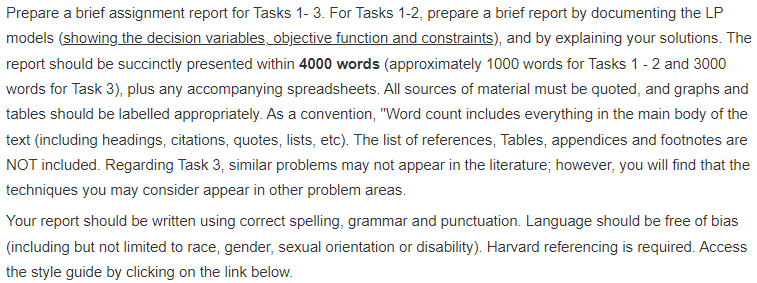 Prepare a brief assignment report for Tasks 1- 3. For Tasks 1-2, prepare a brief report by documenting the LP
models (showing the decision variables, objective function and constraints), and by explaining your solutions. The
report should be succinctly presented within 4000 words (approximately 1000 words for Tasks 1 - 2 and 3000
words for Task 3), plus any accompanying spreadsheets. All sources of material must be quoted, and graphs and
tables should be labelled appropriately. As a convention, "Word count includes everything in the main body of the
text (including headings, citations, quotes, lists, etc). The list of references, Tables, appendices and footnotes are
NOT included. Regarding Task 3, similar problems may not appear in the literature; however, you will find that the
techniques you may consider appear in other problem areas.
Your report should be written using correct spelling, grammar and punctuation. Language should be free of bias
(including but not limited to race, gender, sexual orientation or disability). Harvard referencing is required. Access
the style guide by clicking on the link below.